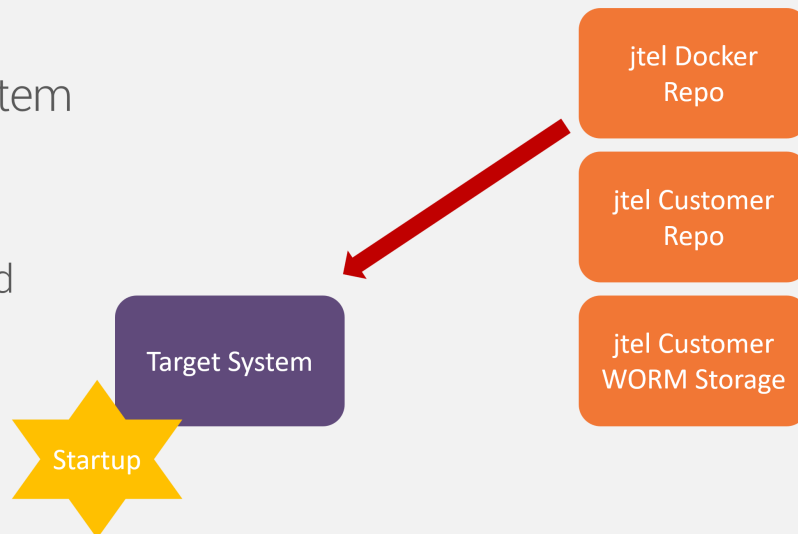 tem
d
jtel Docker
Repo
jtel Customer
Repo
jtel Customer
WORM Storage
Target System
Startup